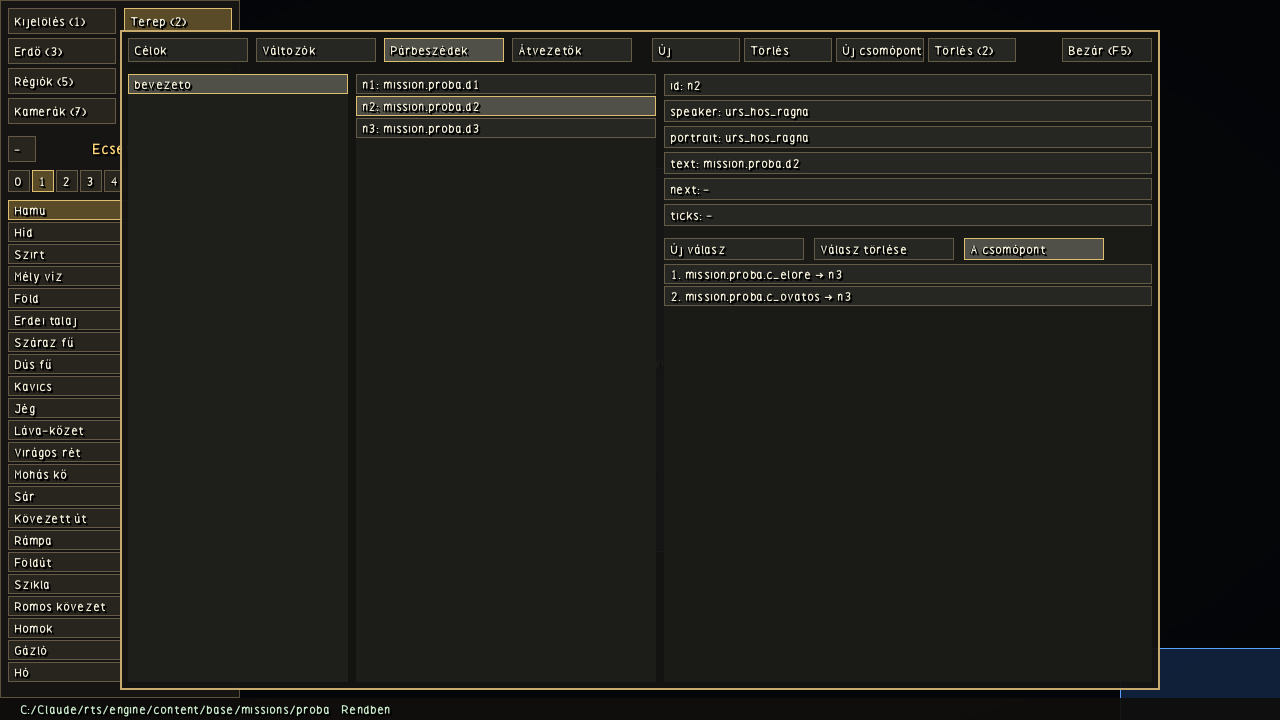 Kijelölés (1)
Terep (2)
Erdő (3)
Régiók (5)
Kamerák (7)
-
Ecse
0 1 2 3 4
Hamu
Híd
Szirt
Mély víz
Föld
Erdei talaj
Száraz fű
Dús fű
Kavics
Jég
Láva-kőzet
Virágos rét
Mohás kő
Sár
Kövezett út
Rámpa
Földút
Szikla
Romos kövezet
Homok
Gázló
Hó
Célok
Változók
Párbeszédek
Átvezetők
Új
Törlés
Új csomópont
Törlés (2)
Bezár (F5)
bevezeto
n1: mission.proba.d1
n2: mission.proba.d2
n3: mission.proba.d3
id: n2
speaker: urs_hos_ragna
portrait: urs_hos_ragna
text: mission.proba.d2
next: -
ticks: -
Új válasz
Válasz törlése
A csomópont
1. mission.proba.c_elore → n3
2. mission.proba.c_ovatos → n3
C:/Claude/rts/engine/content/base/missions/proba Rendben